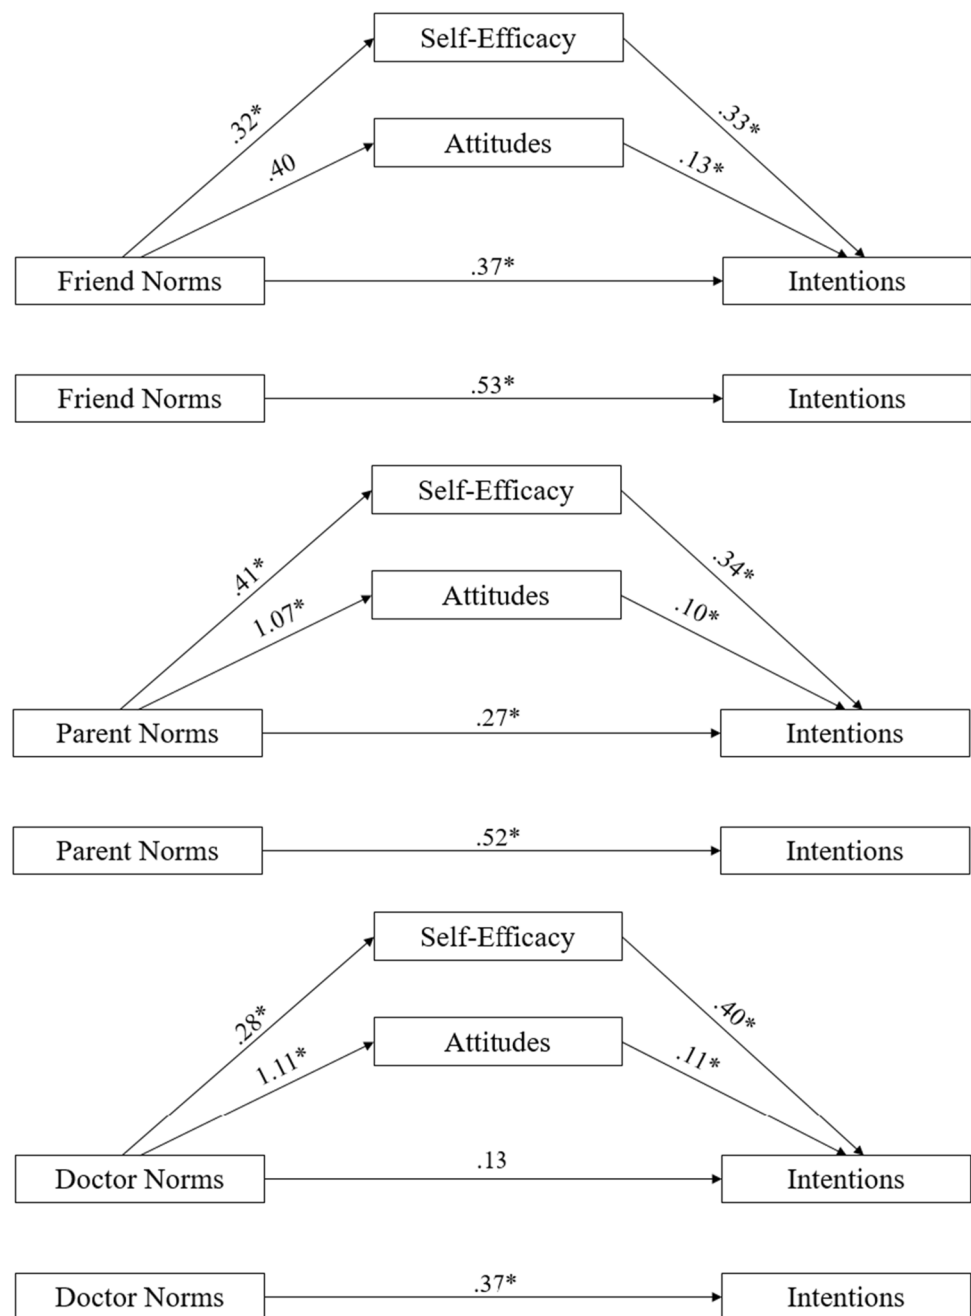 Self-Efficacy
.32*
.33*
Attitudes
.40
.13*
Friend Norms
.37*
Intentions
Friend Norms
.53*
Intentions
Self-Efficacy
.41*
.34*
Attitudes
1.07*
.10*
Parent Norms
.27*
Intentions
Parent Norms
.52*
Intentions
Self-Efficacy
.28*
.40*
Attitudes
1.11*
.11*
Doctor Norms
.13
Intentions
Doctor Norms
.37*
Intentions